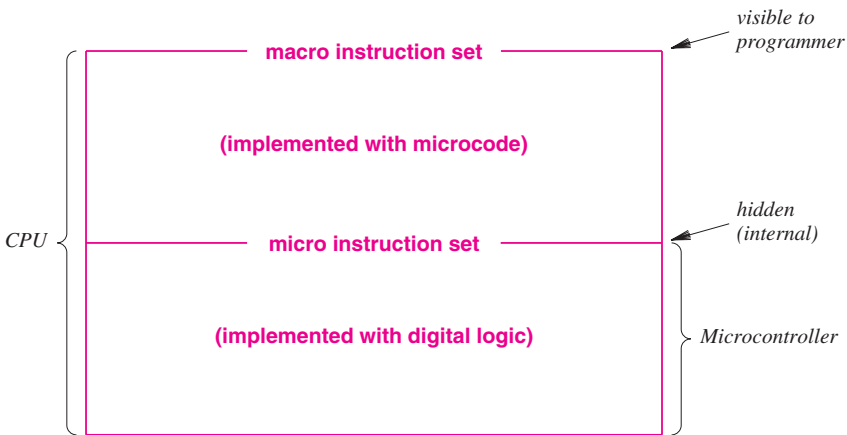 visible to
programmer
macro instruction set
(implemented with microcode)
hidden
(internal)
CPU
micro instruction set
(implemented with digital logic)
Microcontroller